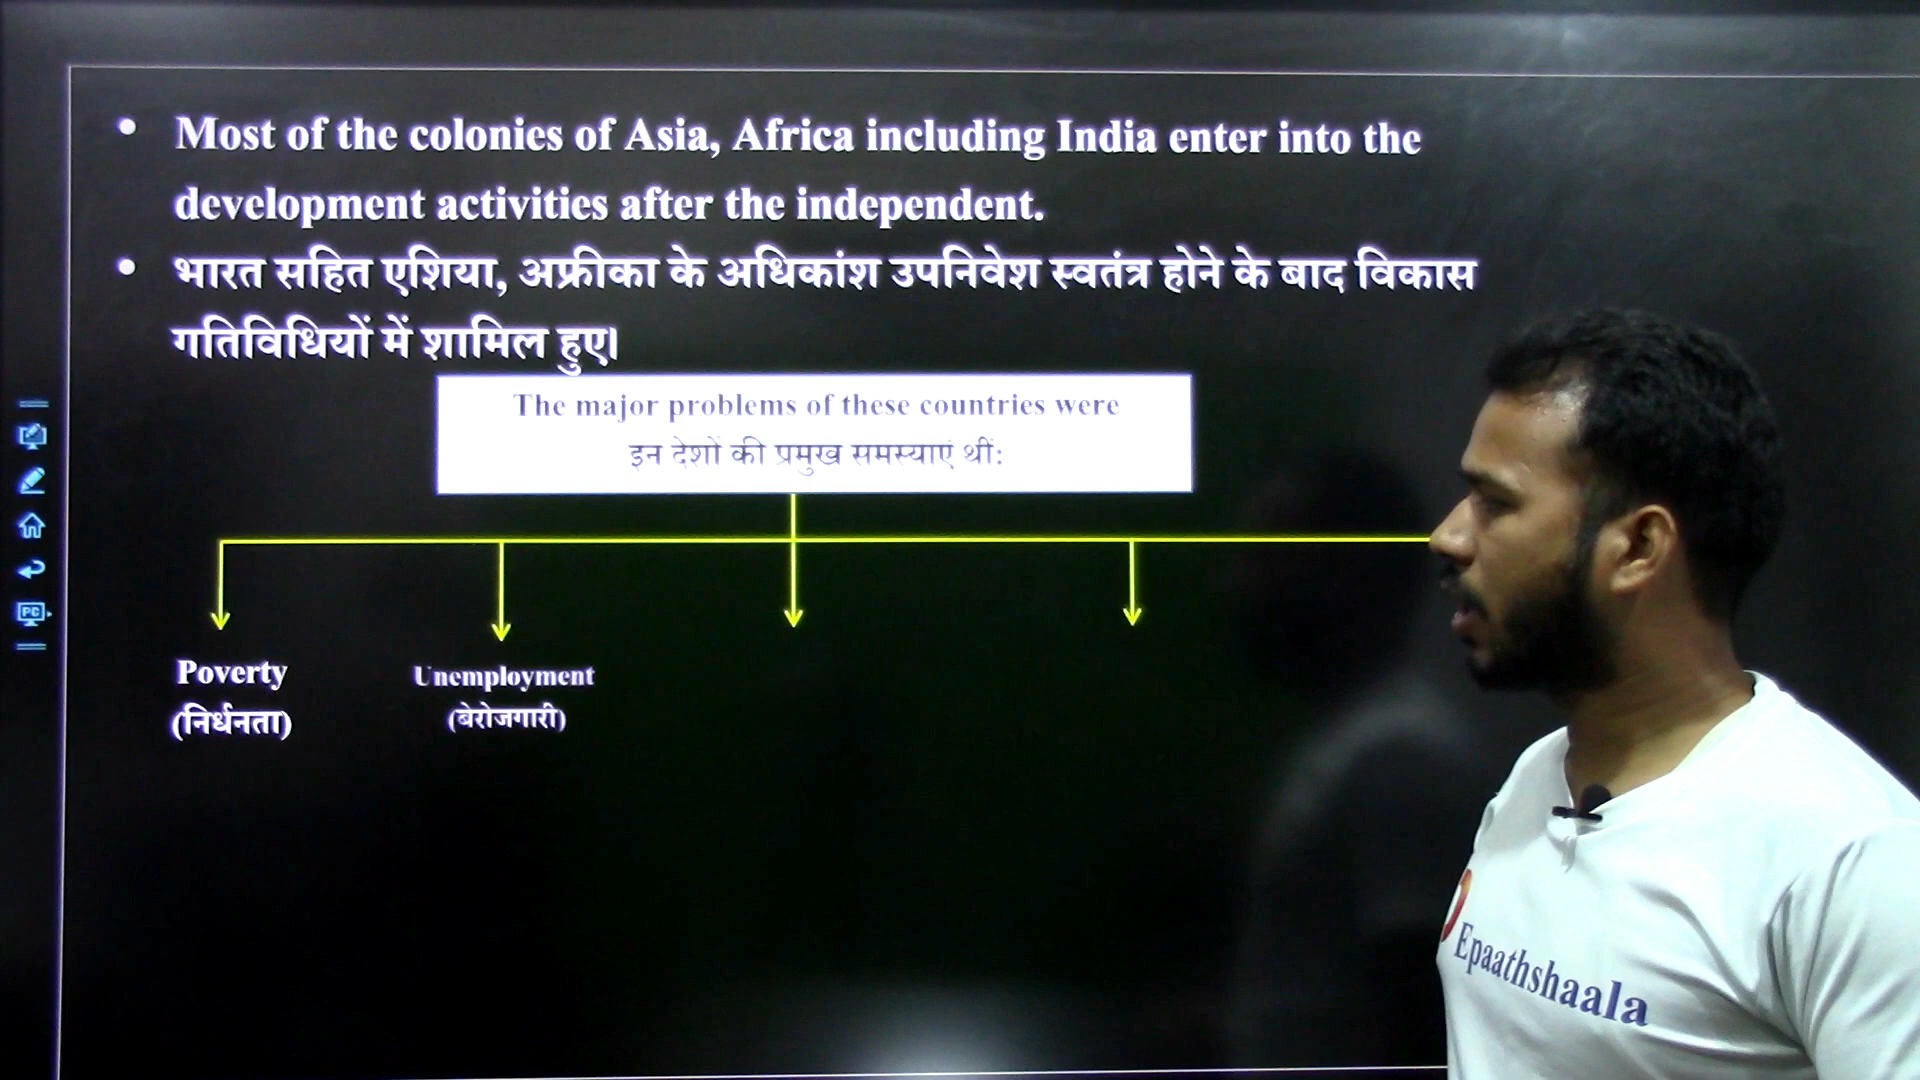 • Most of the colonies of Asia, Africa including India enter into the
development activities after the independent.
• भारत सहित एशिया, अफ्रीका के अधिकांश उपनिवेश स्वतंत्र होने के बाद विकास
गतिविधियों में शामिल हुए।
The major problems of these countries were
इन देशों की प्रमुख समस्याएं थीं:
Poverty
(निर्धनता)
Unemployment
(बेरोजगारी)
PC
Epaathshaala